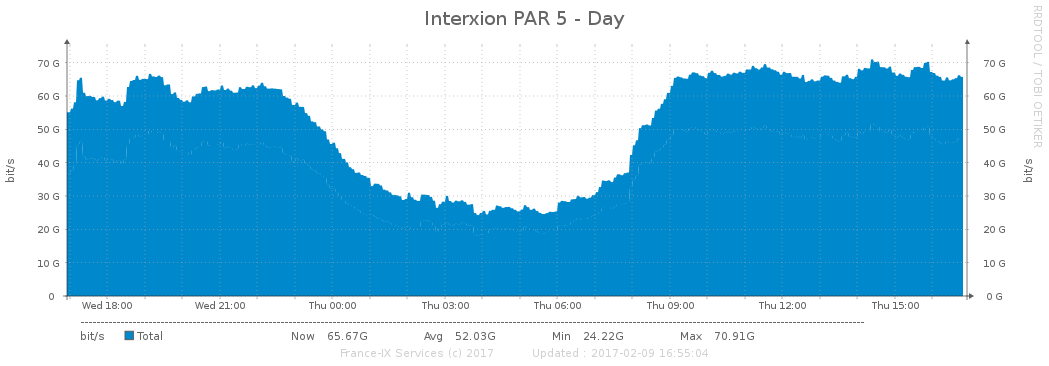 Interxion PAR 5 - Day
RRDTOOL / TOBI OETIKER
bit/s
70 G 70 G
60 G 60 G
50 G 50 G
40 G 40 G
30 G 30 G
20 G 20 G
10 G 10 G
0 0 G
bit/s
Wed 18:00 Wed 21:00 Thu 00:00 Thu 03:00 Thu 06:00 Thu 09:00 Thu 12:00 Thu 15:00
bit/s Total Now 65.67G Avg 52.03G Min 24.22G Max 70.91G
France-IX Services (c) 2017 Updated : 2017-02-09 16:55:04